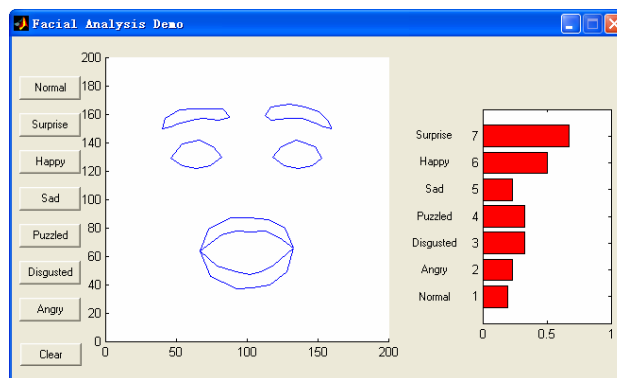 Facial Analysis Demo
Normal
Surprise
Happy
Sad
Puzzled
Disgusted
Angry
Clear
200
180
160
140
120
100
80
60
40
20
0
0 50 100 150 200
Surprise 7
Happy 6
Sad 5
Puzzled 4
Disgusted 3
Angry 2
Normal 1
0 0.5 1